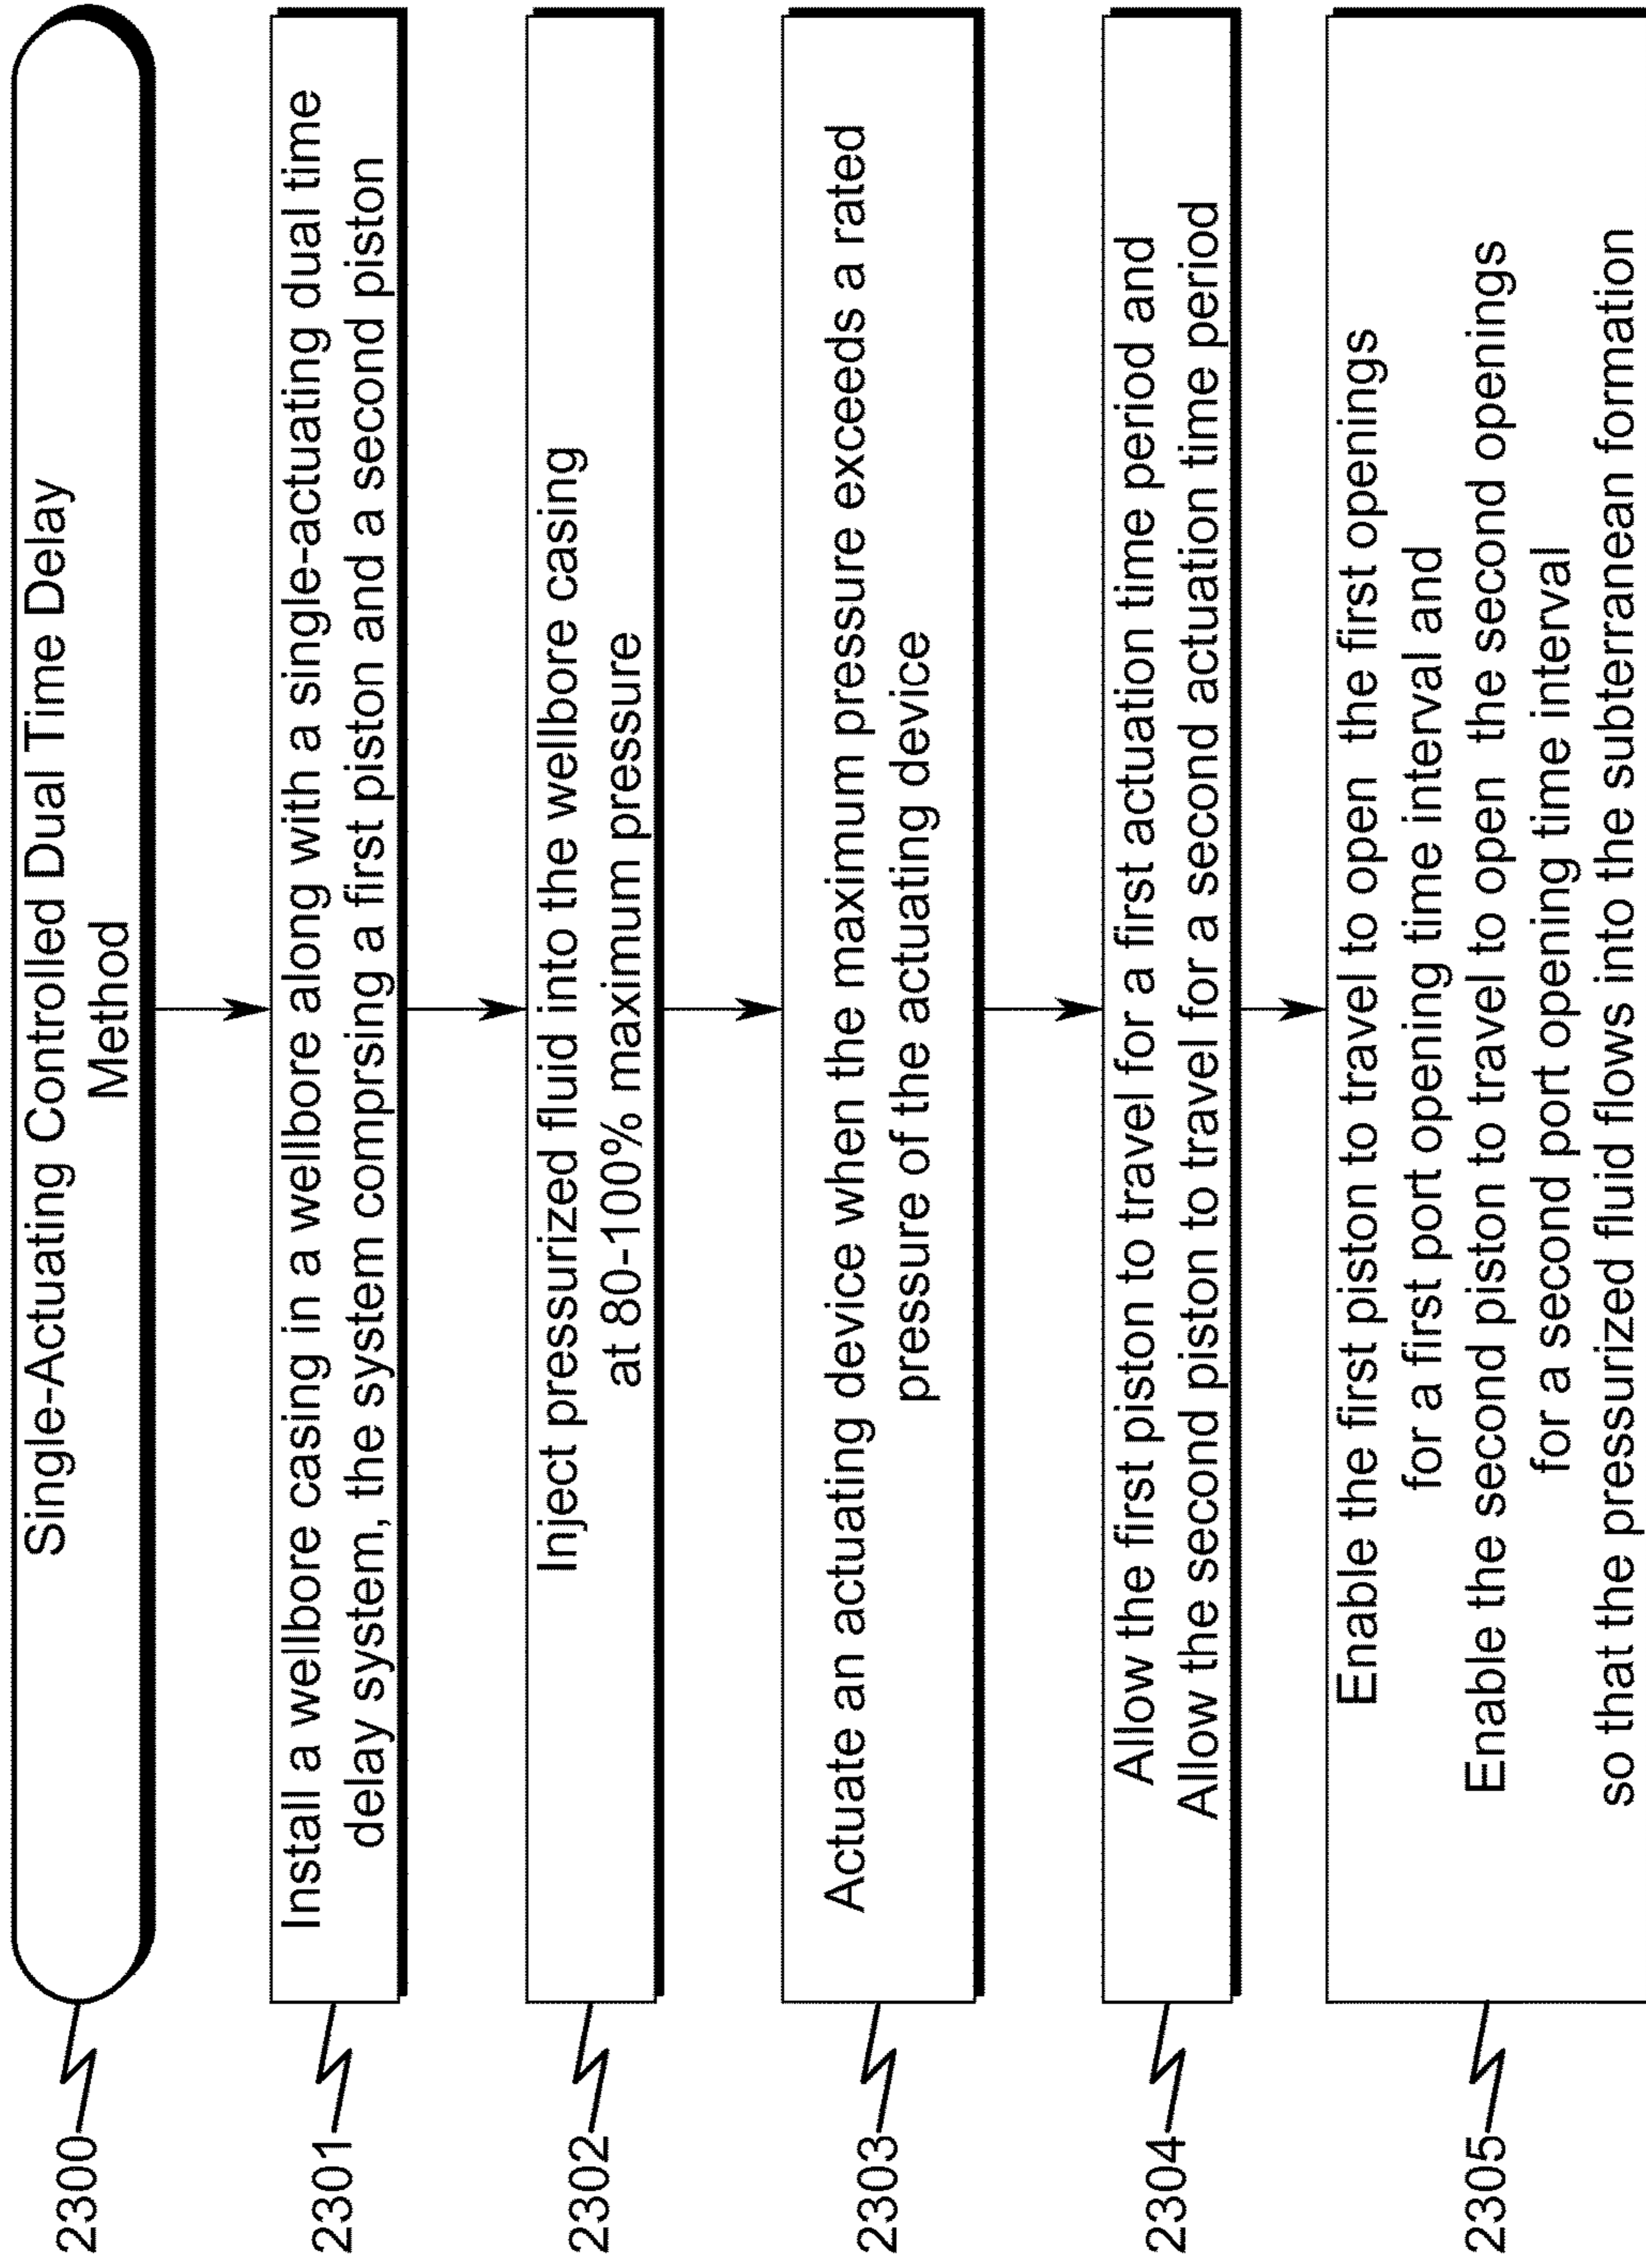 2300
Single-Actuating Controlled Dual Time Delay
Method
2301
Install a wellbore casing in a wellbore along with a single-actuating dual time
delay system, the system comprsing a first piston and a second piston
2302
Inject pressurized fluid into the wellbore casing
at 80-100% maximum pressure
2303
Actuate an actuating device when the maximum pressure exceeds a rated
pressure of the actuating device
2304
Allow the first piston to travel for a first actuation time period and
Allow the second piston to travel for a second actuation time period
2305
Enable the first piston to travel to open the first openings
for a first port opening time interval and
Enable the second piston to travel to open the second openings
for a second port opening time interval
so that the pressurized fluid flows into the subterranean formation